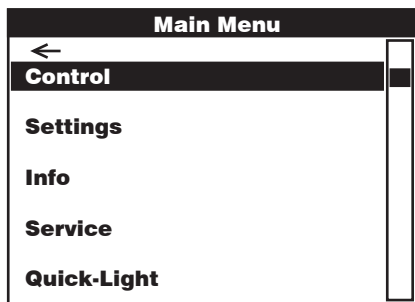 Main Menu
←
Control
Settings
Info
Service
Quick-Light